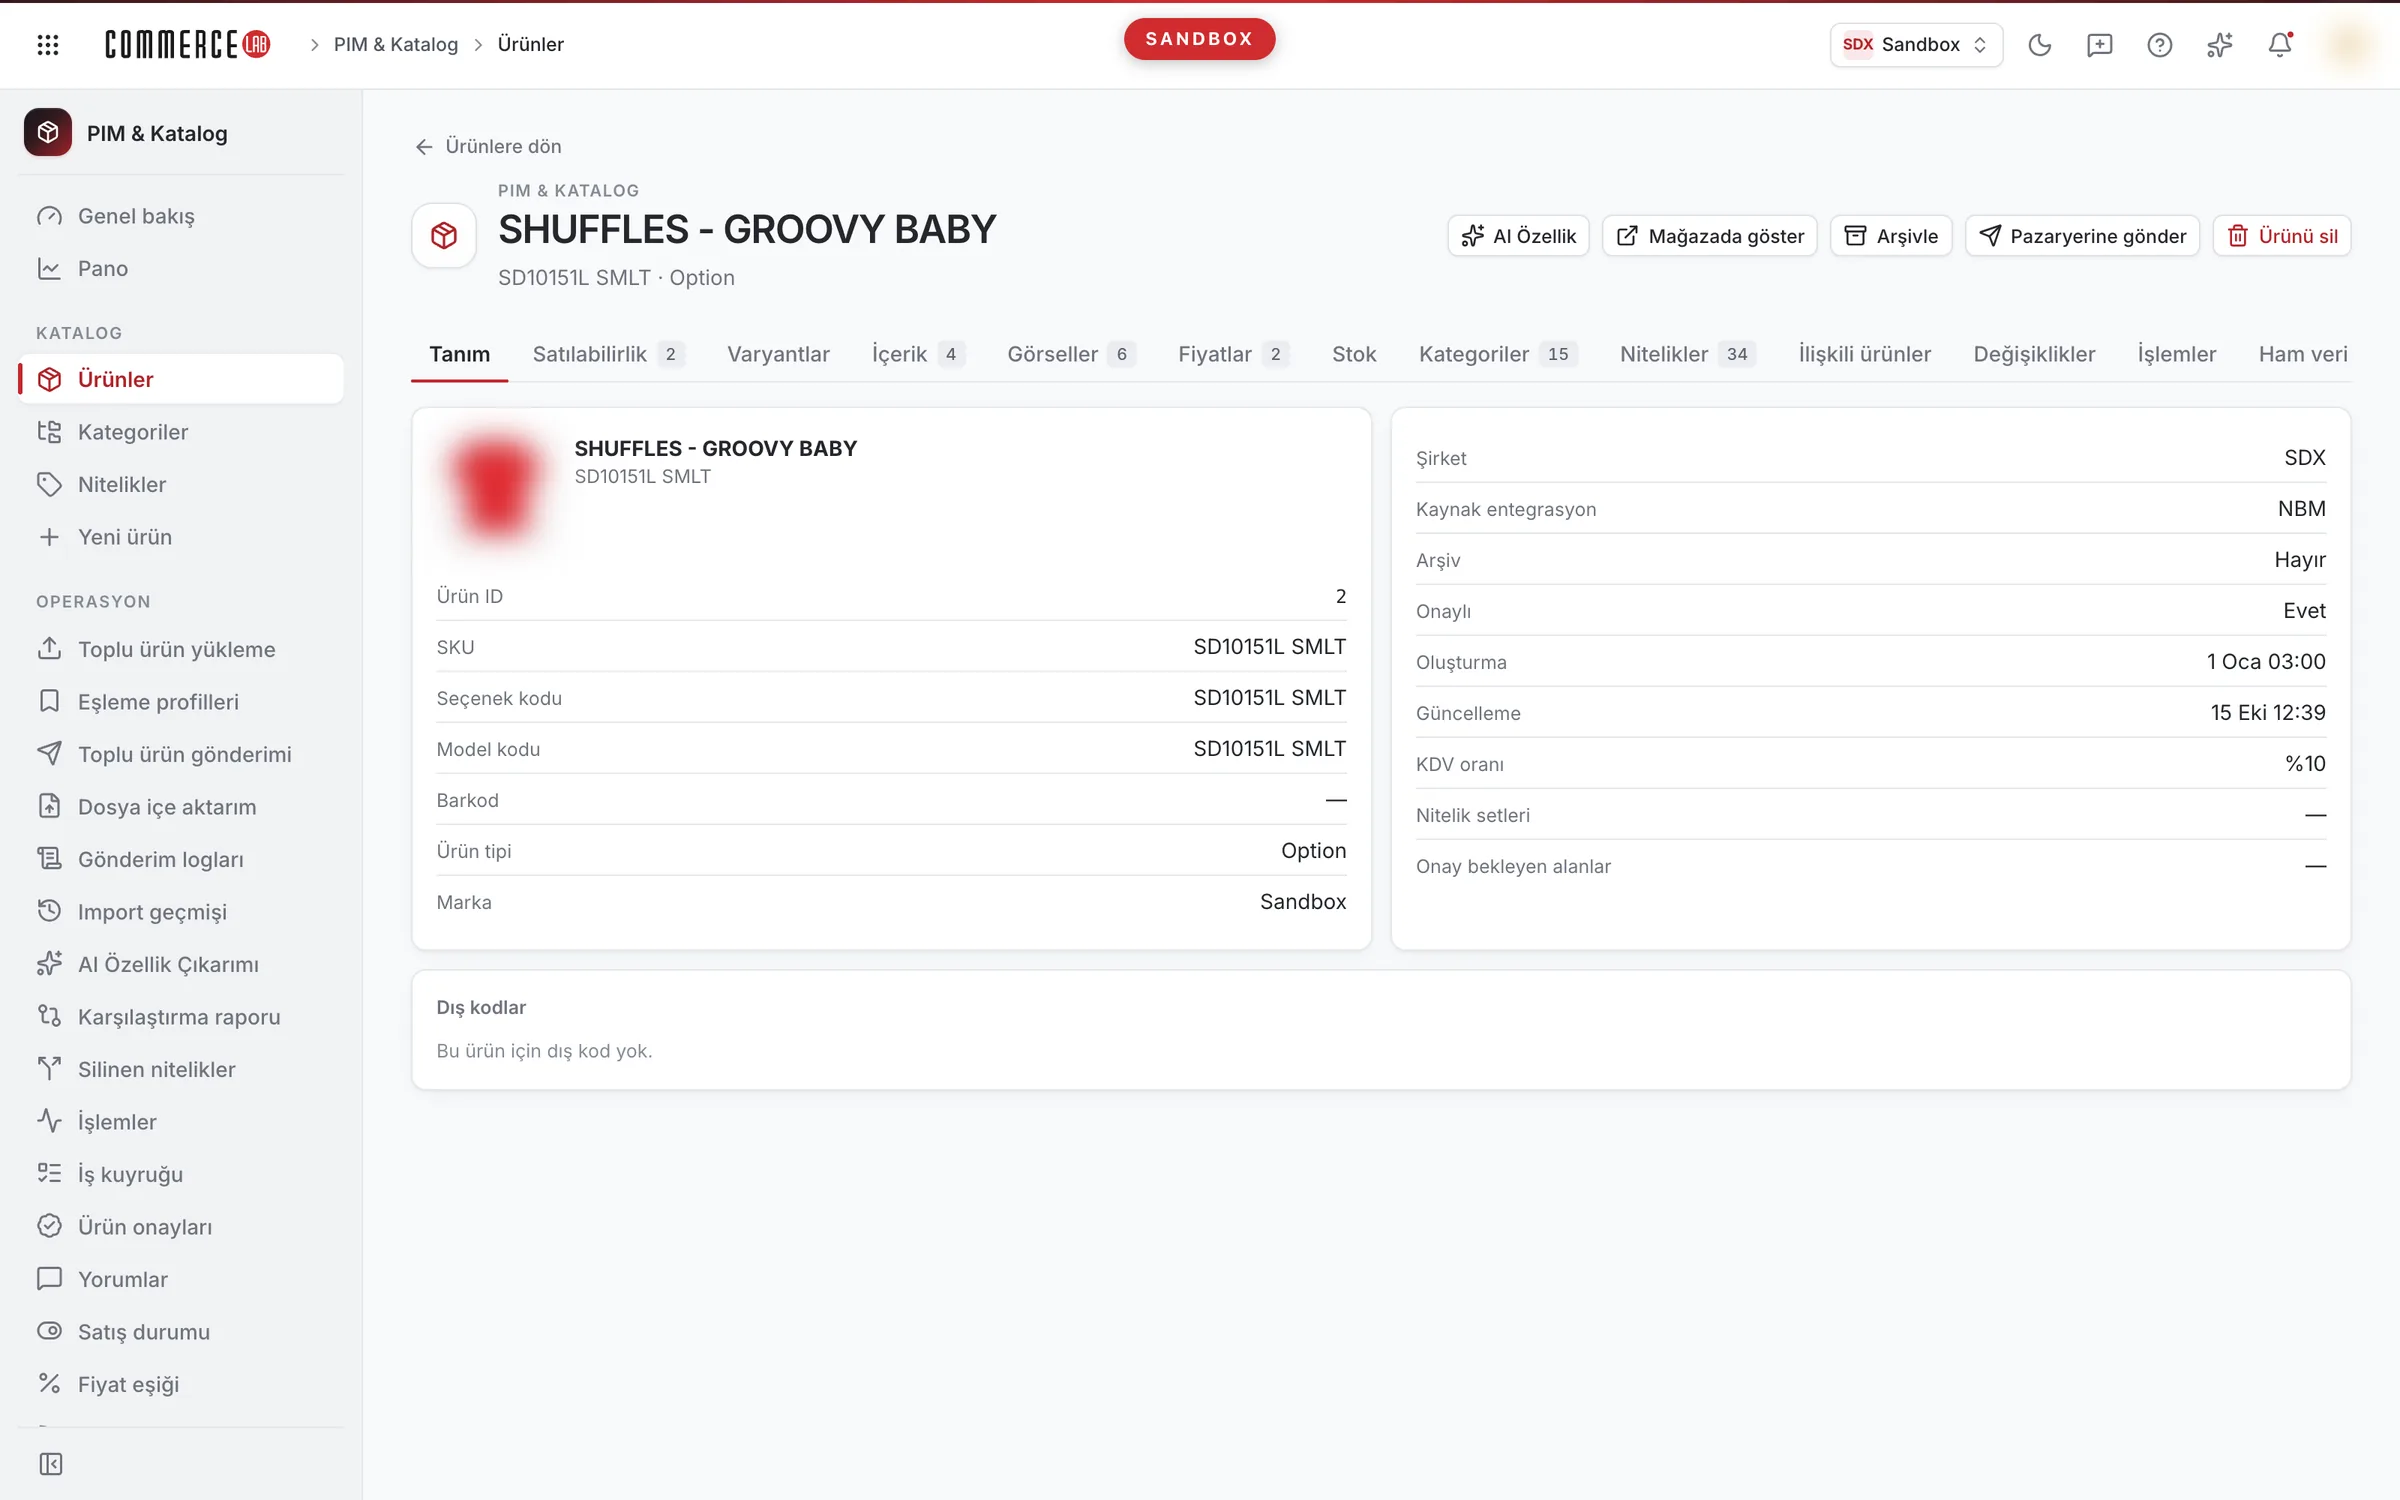 COMMERCE LAB
PIM & Katalog
Ürünler
SANDBOX
SDX Sandbox
PIM & Katalog
Genel bakış
Pano
KATALOG
Ürünler
Kategoriler
Nitelikler
Yeni ürün
OPERASYON
Toplu ürün yükleme
Eşleme profilleri
Toplu ürün gönderimi
Dosya içe aktarım
Gönderim logları
Import geçmişi
AI Özellik Çıkarımı
Karşılaştırma raporu
Silinen nitelikler
İşlemler
İş kuyruğu
Ürün onayları
Yorumlar
Satış durumu
Fiyat eşiği
Ürünlere dön
PIM & KATALOG
SHUFFLES - GROOVY BABY
SD10151L SMLT · Option
AI Özellik
Mağazada göster
Arşivle
Pazaryerine gönder
Ürünü sil
Tanım
Satılabilirlik 2
Varyantlar
İçerik 4
Görseller 6
Fiyatlar 2
Stok
Kategoriler 15
Nitelikler 34
İlişkili ürünler
Değişiklikler
İşlemler
Ham veri
SHUFFLES - GROOVY BABY
SD10151L SMLT
Ürün ID 2
SKU SD10151L SMLT
Seçenek kodu SD10151L SMLT
Model kodu SD10151L SMLT
Barkod —
Ürün tipi Option
Marka Sandbox
Şirket SDX
Kaynak entegrasyon NBM
Arşiv Hayır
Onaylı Evet
Oluşturma 1 Oca 03:00
Güncelleme 15 Eki 12:39
KDV oranı %10
Nitelik setleri —
Onay bekleyen alanlar —
Dış kodlar
Bu ürün için dış kod yok.